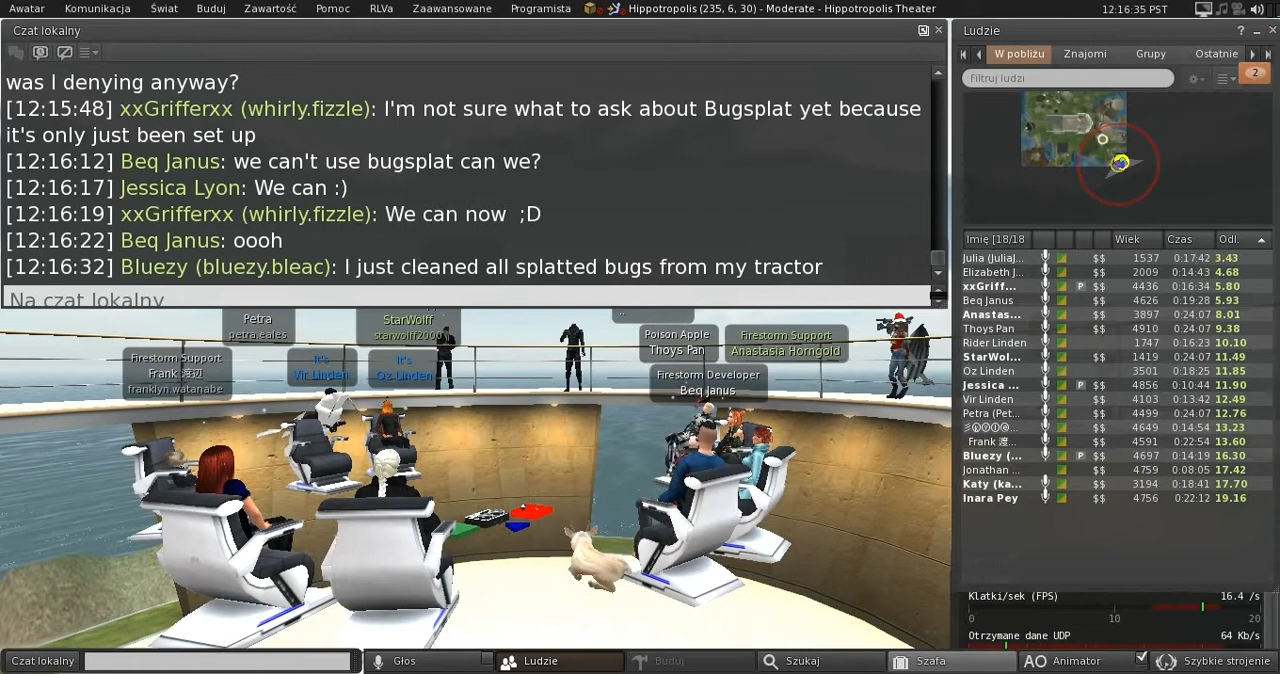 Awatar Komunikacja Świat Buduj Zawartość Pomoc RLVa Zaawansowane Programista Hippotropolis (235, 6, 30) - Moderate - Hippotropolis Theater 12:16:35 PST
Czat lokalny
was I denying anyway?
[12:15:48] xxGrifferxx (whirly.fizzle): I'm not sure what to ask about Bugsplat yet because
it's only just been set up
[12:16:12] Beq Janus: we can't use bugsplat can we?
[12:16:17] Jessica Lyon: We can :)
[12:16:19] xxGrifferxx (whirly.fizzle): We can now ;D
[12:16:22] Beq Janus: oooh
[12:16:32] Bluezy (bluezy.bleac): I just cleaned all splatted bugs from my tractor
Na czat lokalny
Petra
petra eales
StarWolff
starwolff2000
Firestorm Support
Frank 渡辺
franklyn.watanabe
It's
Vir Linden
It's
Oz Linden
Poison Apple
Thoys Pan
Firestorm Support
Anastasia Horngold
Firestorm Developer
Beq Janus
Ludzie ?
W pobliżu Znajomi Grupy Ostatnie
2
Filtruj ludzi
Imię [18/18 Wiek Czas Odl.
Julia (JuliaJ... $$ 1537 0:17:42 3.43
Elizabeth J... 2009 0:14:43 4.68
xxGriff... P $$ 4436 0:16:34 5.80
Beq Janus $$ 4626 0:19:28 5.93
Anastas... $$ 3897 0:24:07 8.01
Thoys Pan $$ 4910 0:24:07 9.38
Rider Linden 1747 0:16:23 10.10
StarWol... $$ 1419 0:24:07 11.49
Oz Linden 3501 0:18:25 11.85
Jessica ... P $$ 4856 0:10:44 11.90
Vir Linden $$ 4103 0:13:42 12.49
Petra (Pet... $$ 4499 0:24:07 12.76
$$ 4649 0:14:54 13.23
Frank 渡... $$ 4591 0:22:54 13.60
Bluezy (... P $$ 4697 0:14:19 16.30
Jonathan ... $$ 4759 0:08:05 17.42
Katy (ka... $$ 3194 0:18:41 17.70
Inara Pey $$ 4756 0:22:12 19.16
Klatki/sek (FPS) 16.4 /s
0 10 20
Otrzymane dane UDP 64 Kb/s
Czat lokalny Głos Ludzie Buduj Szukaj Szafa AO Animator Szybkie strojenie